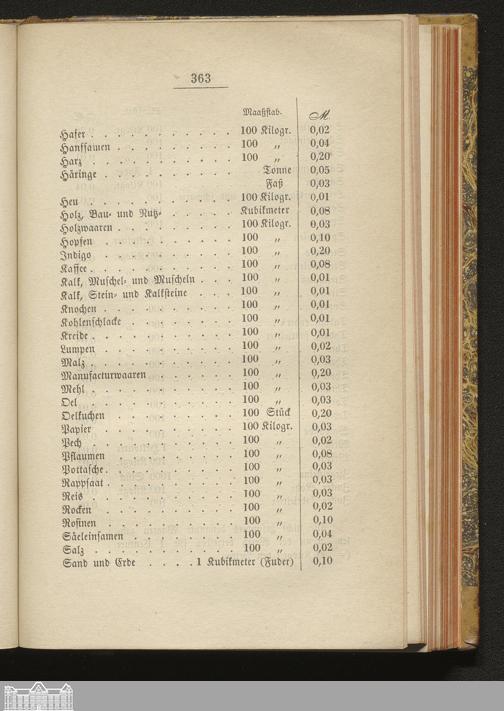 363
Maaßstab. M.
Hafer . . . . . . . . . . 100 Kilogr. 0,02
Hanfsamen . . . . . . . . . 100 „ 0,04
Harz . . . . . . . . . . 100 „ 0,20
Häringe . . . . . . . . . . Tonne 0,05
Faß 0,03
Heu . . . . . . . . . . 100 Kilogr. 0,01
Holz, Bau- und Nutz- . . . . . . Kubikmeter 0,08
Holzwaaren . . . . . . . . . 100 Kilogr. 0,03
Hopfen . . . . . . . . . . 100 „ 0,10
Indigo . . . . . . . . . . 100 „ 0,20
Kaffee . . . . . . . . . . 100 „ 0,08
Kalk, Muschel- und Muscheln . . . 100 „ 0,01
Kalk, Stein- und Kalksteine . . . 100 „ 0,01
Knochen . . . . . . . . . . 100 „ 0,01
Kohlenschlacke . . . . . . . . 100 „ 0,01
Kreide . . . . . . . . . . 100 „ 0,01
Lumpen . . . . . . . . . . 100 „ 0,02
Malz . . . . . . . . . . 100 „ 0,03
Manufacturwaaren . . . . . . 100 „ 0,20
Mehl . . . . . . . . . . 100 „ 0,03
Oel . . . . . . . . . . 100 „ 0,03
Oelkuchen . . . . . . . . . 100 Stück 0,20
Papier . . . . . . . . . . 100 Kilogr. 0,03
Pech . . . . . . . . . . 100 „ 0,02
Pflaumen . . . . . . . . . 100 „ 0,08
Pottasche . . . . . . . . . 100 „ 0,03
Rappsaat . . . . . . . . . 100 „ 0,03
Reis . . . . . . . . . . 100 „ 0,03
Rocken . . . . . . . . . . 100 „ 0,02
Rosinen . . . . . . . . . . 100 „ 0,10
Säeleinsamen . . . . . . . . 100 „ 0,04
Salz . . . . . . . . . . 100 „ 0,02
Sand und Erde . . . . . 1 Kubikmeter (Fuder) 0,10